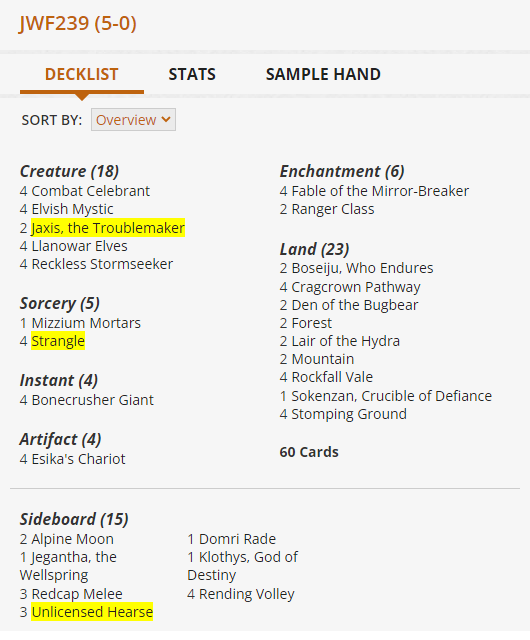 JWF239 (5-0)
DECKLIST STATS SAMPLE HAND
SORT BY: Overview
Creature (18)
4 Combat Celebrant
4 Elvish Mystic
2 Jaxis, the Troublemaker
4 Llanowar Elves
4 Reckless Stormseeker
Sorcery (5)
1 Mizzium Mortars
4 Strangle
Instant (4)
4 Bonecrusher Giant
Artifact (4)
4 Esika's Chariot
Enchantment (6)
4 Fable of the Mirror-Breaker
2 Ranger Class
Land (23)
2 Boseiju, Who Endures
4 Cragcrown Pathway
2 Den of the Bugbear
2 Forest
2 Lair of the Hydra
2 Mountain
4 Rockfall Vale
1 Sokenzan, Crucible of Defiance
4 Stomping Ground
60 Cards
Sideboard (15)
2 Alpine Moon
1 Jegantha, the
Wellspring
3 Redcap Melee
3 Unlicensed Hearse
1 Domri Rade
1 Klothys, God of
Destiny
4 Rending Volley